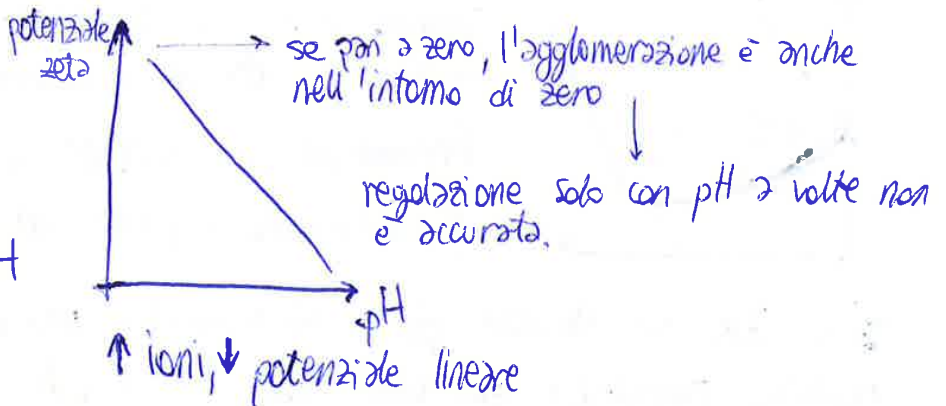 potenziale
zeta
se pari a zero, l'agglomerazione è anche
nell'intorno di zero
regolazione solo con pH a volte non
è accurata.
pH
↑ ioni, ↓ potenziale lineare